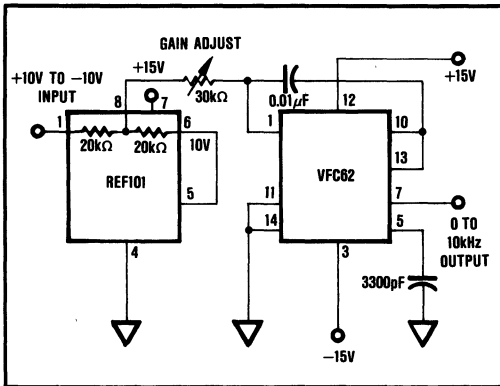 GAIN ADJUST
+10V TO −10V
INPUT
+15V
30kΩ
0.01μF
+15V
8
7
12
1
20kΩ
20kΩ
6
10V
1
10
13
REF101
5
11
VFC62
7
14
5
0 TO
10kHz
OUTPUT
4
3
3300pF
−15V